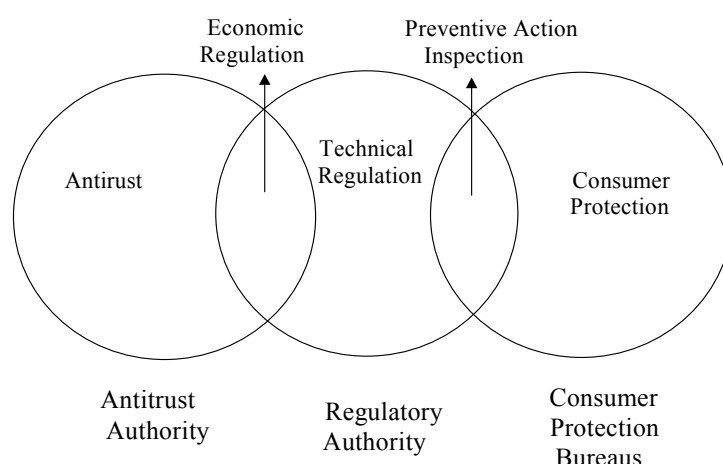 Economic
Regulation
Preventive Action
Inspection
Antirust
Technical
Regulation
Consumer
Protection
Antitrust
Authority
Regulatory
Authority
Consumer
Protection
Bureaus